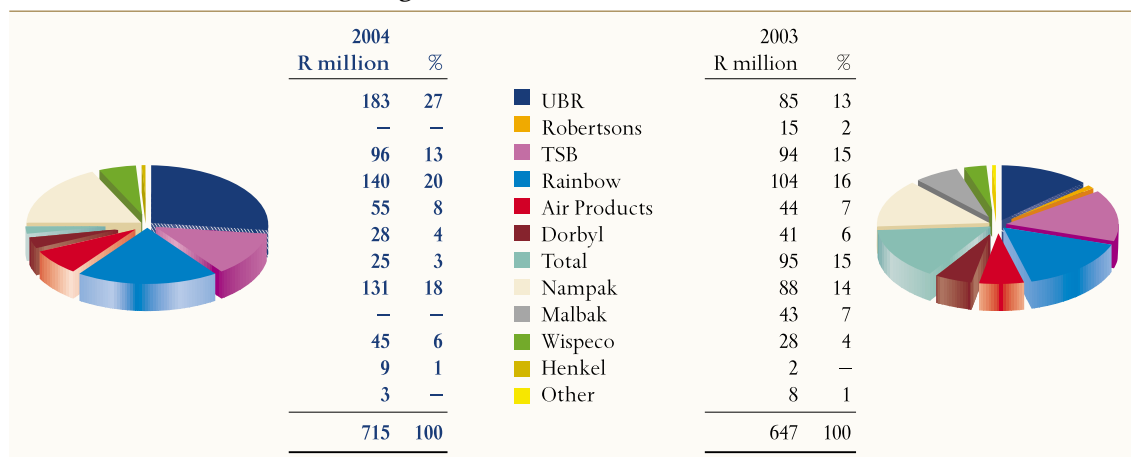 2004 2003
R million % R million %
183 27 UBR 85 13
– – Robertsons 15 2
96 13 TSB 94 15
140 20 Rainbow 104 16
55 8 Air Products 44 7
28 4 Dorbyl 41 6
25 3 Total 95 15
131 18 Nampak 88 14
– – Malbak 43 7
45 6 Wispeco 28 4
9 1 Henkel 2 –
3 – Other 8 1
715 100 647 100